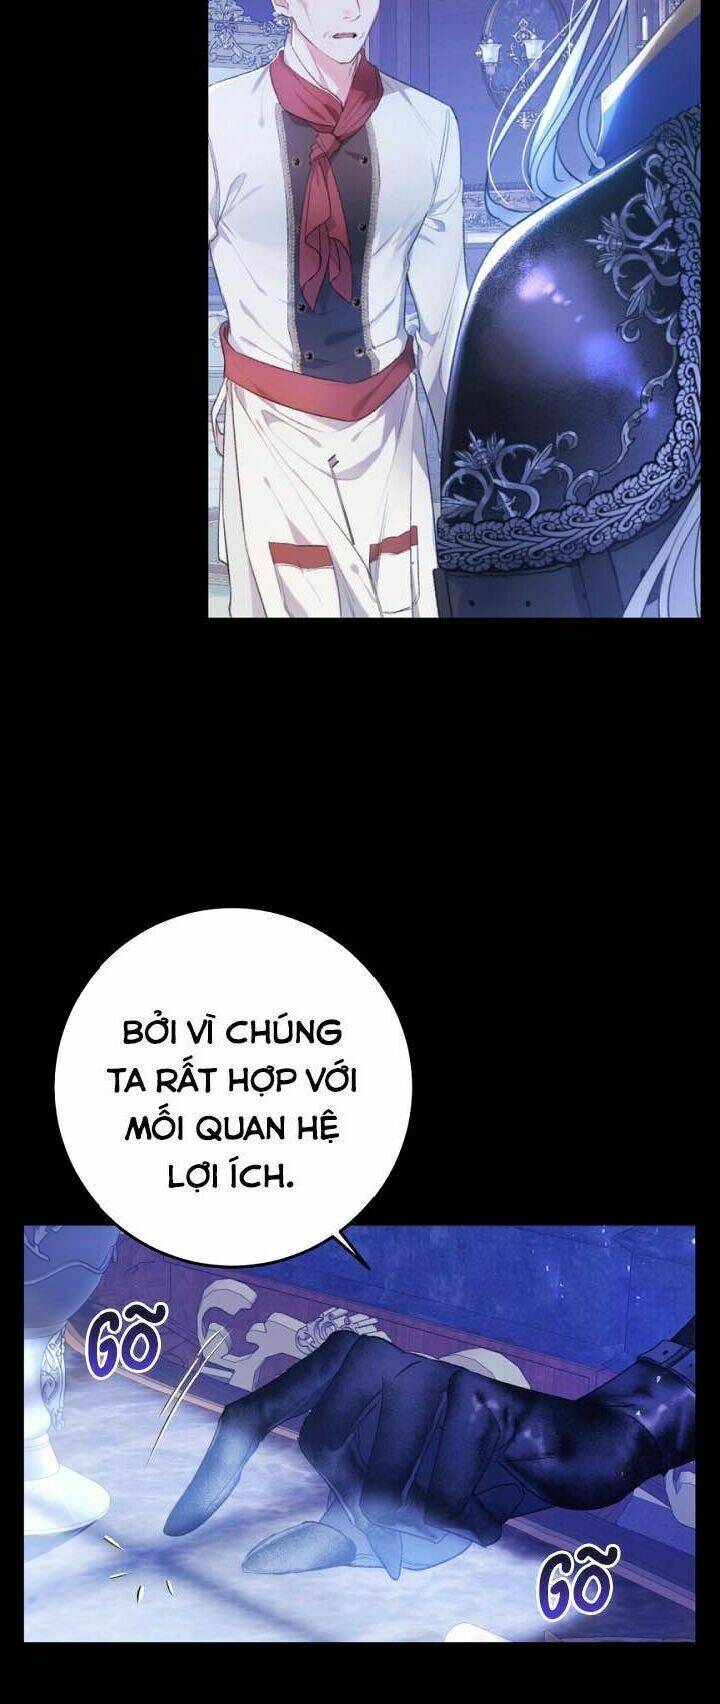 BỞI VÌ CHÚNG
TA RẤT HỢP VỚI
MỐI QUAN HỆ
LỢI ÍCH.
GÕ
GÕ